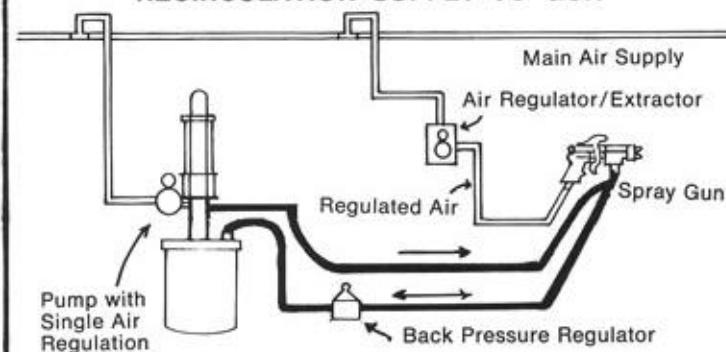 Main Air Supply
Air Regulator/Extractor
Regulated Air
Spray Gun
Pump with
Single Air
Regulation
Back Pressure Regulator